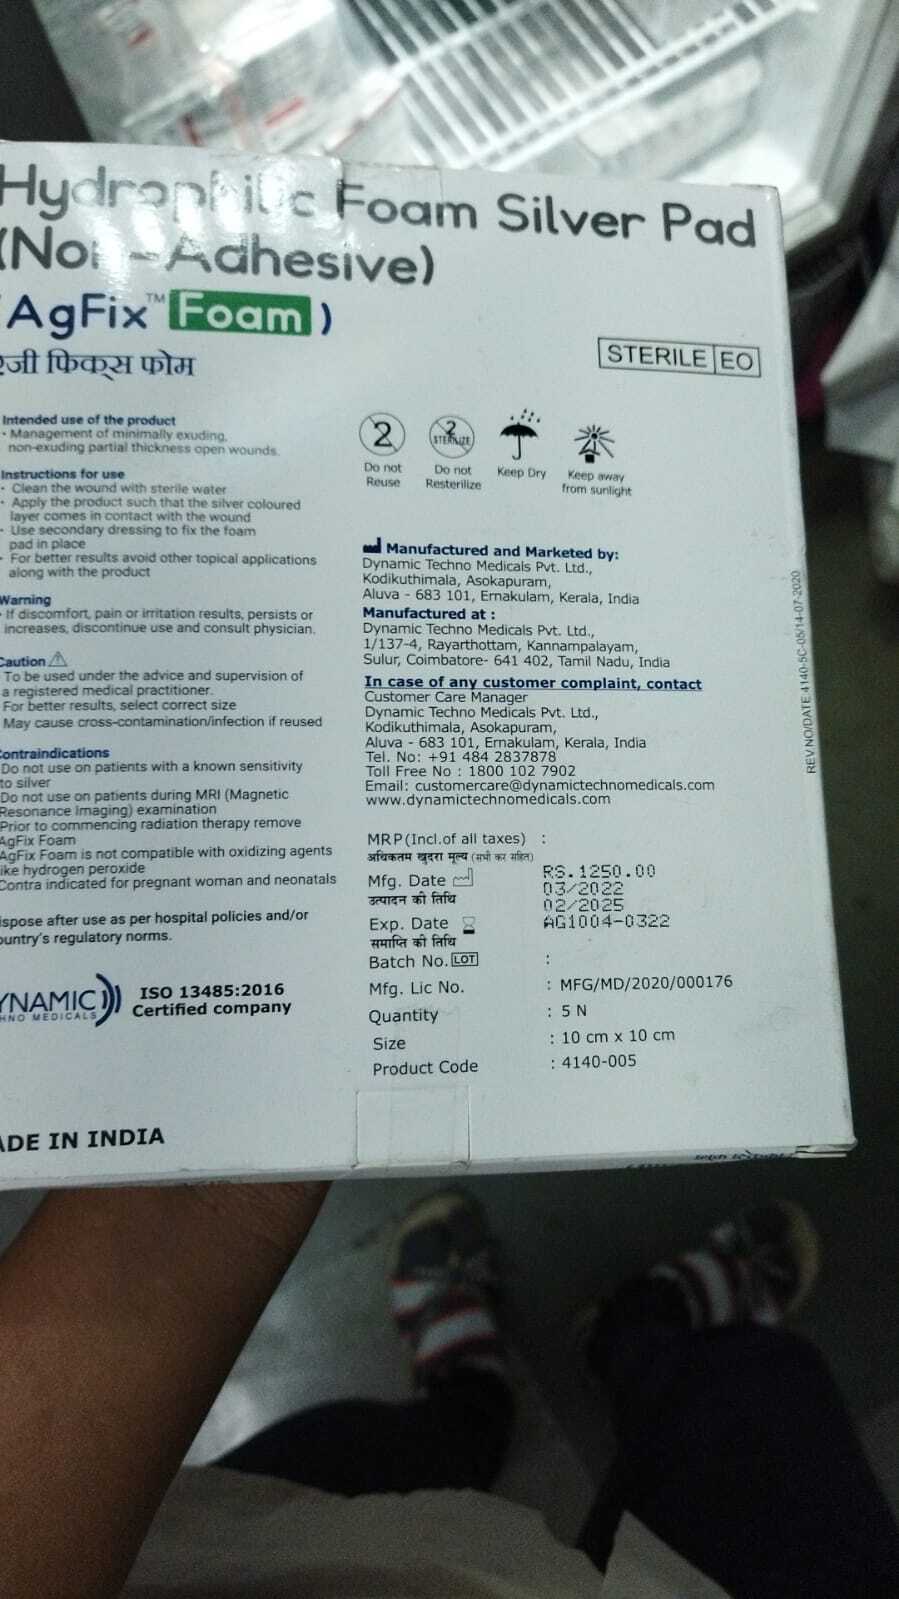 Hydrophilic Foam Silver Pad
(Non-Adhesive)
(AgFix™ Foam)
फिक्स फोम
STERILE EO
Intended use of the product
• Management of minimally exuding,
non-exuding partial thickness open wounds.
Instructions for use
• Clean the wound with sterile water
• Apply the product such that the silver coloured
layer comes in contact with the wound
• Use secondary dressing to fix the foam
pad in place
• For better results avoid other topical applications
along with the product
Warning
• If discomfort, pain or irritation results, persists or
increases, discontinue use and consult physician.
Caution
To be used under the advice and supervision of
a registered medical practitioner.
For better results, select correct size
May cause cross-contamination/infection if reused
Contraindications
Do not use on patients with a known sensitivity
to silver
Do not use on patients during MRI (Magnetic
Resonance Imaging) examination
Prior to commencing radiation therapy remove
AgFix Foam
AgFix Foam is not compatible with oxidizing agents
like hydrogen peroxide
Contra indicated for pregnant woman and neonatals
ispose after use as per hospital policies and/or
ountry's regulatory norms.
YNAMIC
HNO MEDICALS
ISO 13485:2016
Certified company
ADE IN INDIA
2
Do not
Reuse
2
STERILIZE
Do not
Resterilize
Keep Dry
Keep away
from sunlight
Manufactured and Marketed by:
Dynamic Techno Medicals Pvt. Ltd.,
Kodikuthimala, Asokapuram,
Aluva - 683 101, Ernakulam, Kerala, India
Manufactured at :
Dynamic Techno Medicals Pvt. Ltd.,
1/137-4, Rayarthottam, Kannampalayam,
Sulur, Coimbatore- 641 402, Tamil Nadu, India
In case of any customer complaint, contact
Customer Care Manager
Dynamic Techno Medicals Pvt. Ltd.,
Kodikuthimala, Asokapuram,
Aluva - 683 101, Ernakulam, Kerala, India
Tel. No: +91 484 2837878
Toll Free No : 1800 102 7902
Email: customercare@dynamictechnomedicals.com
www.dynamictechnomedicals.com
MRP(Incl.of all taxes) :
अधिकतम खुदरा मूल्य (सभी कर सहित)
RS.1250.00
Mfg. Date 03/2022
उत्पादन की तिथि 02/2025
Exp. Date AG1004-0322
समाप्ति की तिथि
Batch No. LOT :
Mfg. Lic No. : MFG/MD/2020/000176
Quantity : 5 N
Size : 10 cm x 10 cm
Product Code : 4140-005
REV.NO/DATE 4140-5C-05/14-07-2020